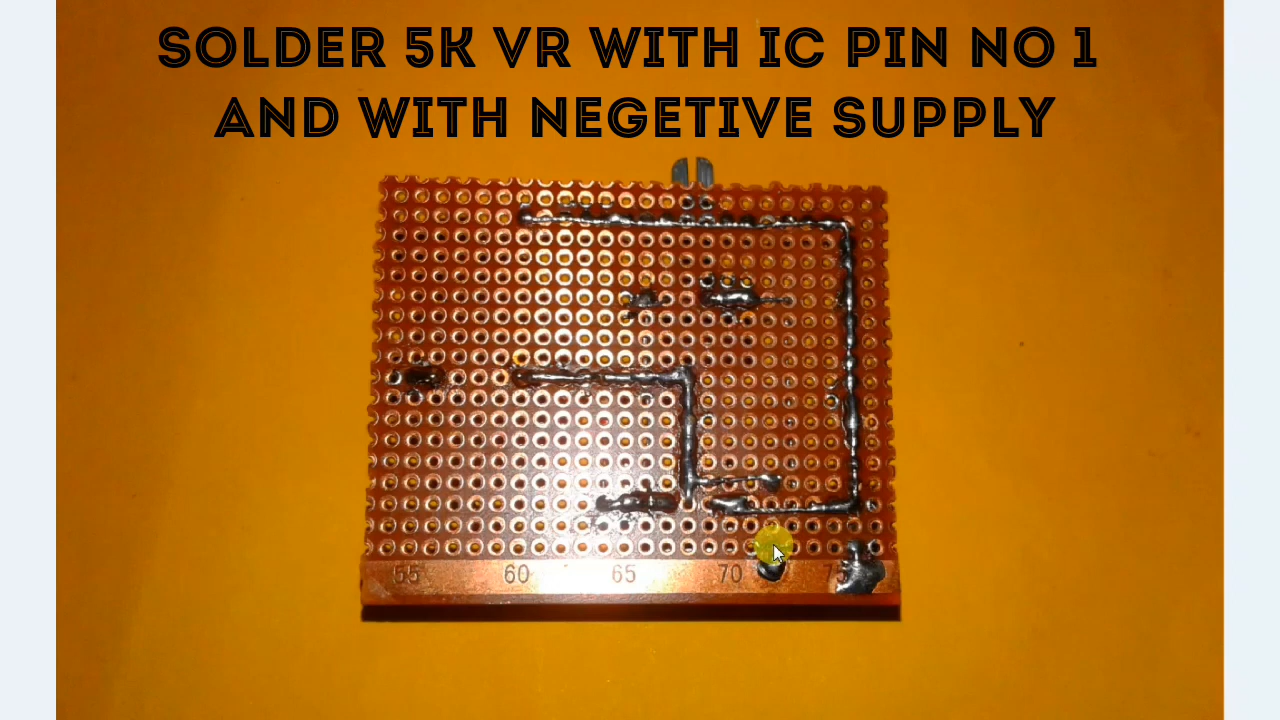 SOLDER 5K VR WITH IC PIN NO 1
AND WITH NEGETIVE SUPPLY
55 60 65 70 75